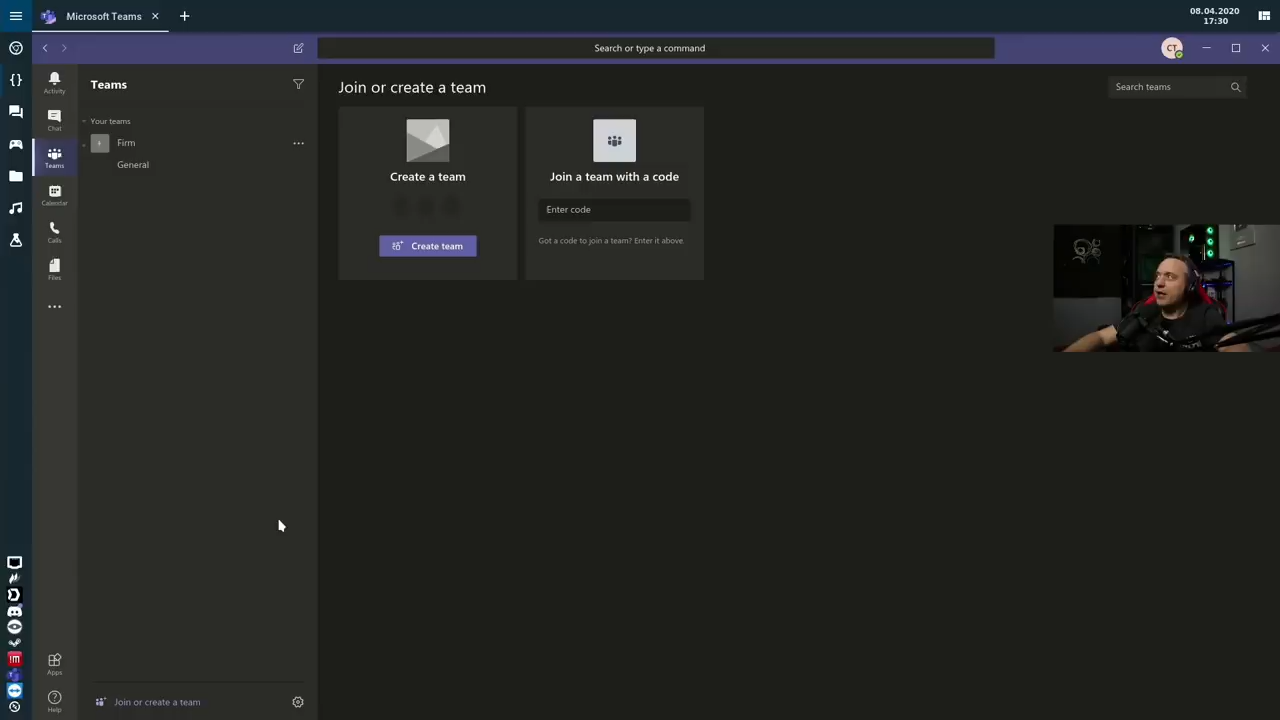 Microsoft Teams
08.04.2020
17:30
Search or type a command
CT
Activity
Chat
Teams
Calendar
Calls
Files
Apps
Help
Teams
Your teams
Firm
General
Join or create a team
Join or create a team
Search teams
Create a team
Create team
Join a team with a code
Enter code
Got a code to join a team? Enter it above.